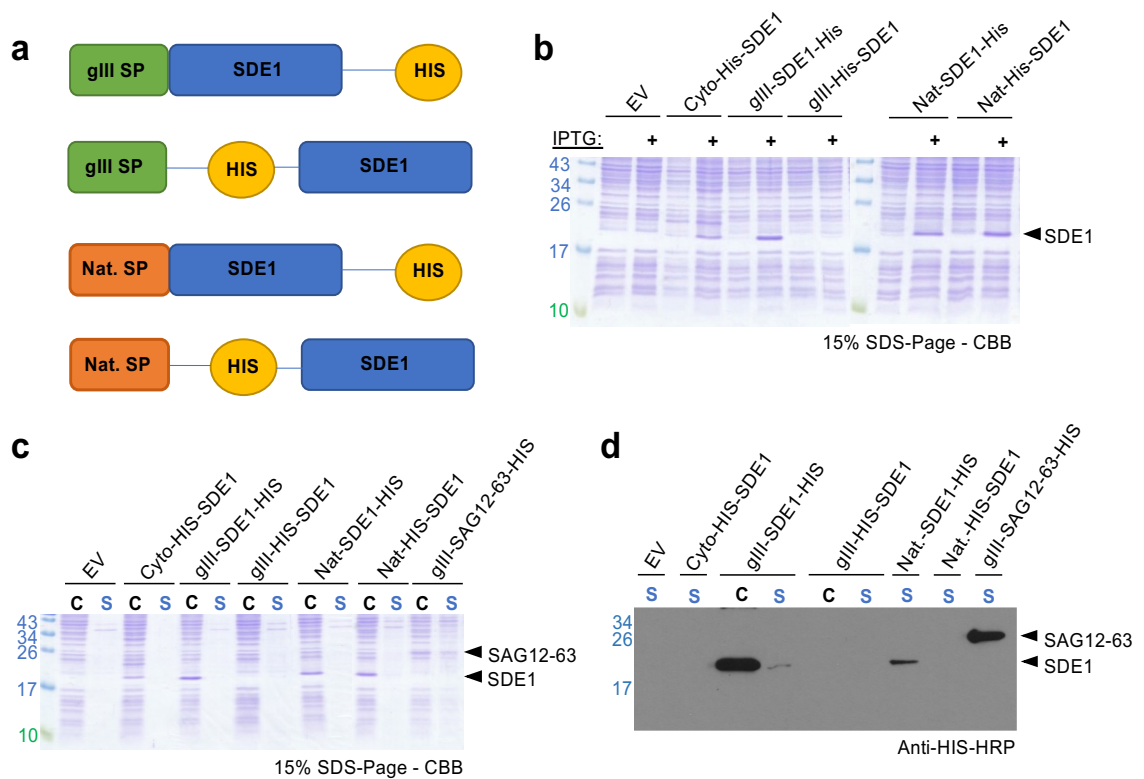 a
gIII SP SDE1 HIS
gIII SP HIS SDE1
Nat. SP SDE1 HIS
Nat. SP HIS SDE1
b
EV Cyto-His-SDE1 gIII-SDE1-His gIII-His-SDE1 Nat-SDE1-His Nat-His-SDE1
IPTG: + + + + + +
43
34
26
17
10
SDE1
15% SDS-Page - CBB
c
EV Cyto-HIS-SDE1 gIII-SDE1-HIS gIII-HIS-SDE1 Nat-SDE1-HIS Nat-HIS-SDE1 gIII-SAG12-63-HIS
C S C S C S C S C S C S C S
43
34
26
17
10
SAG12-63
SDE1
15% SDS-Page - CBB
d
EV Cyto-HIS-SDE1 gIII-SDE1-HIS gIII-HIS-SDE1 Nat.-SDE1-HIS Nat.-HIS-SDE1 gIII-SAG12-63-HIS
S S C S C S S S S
34
26
17
SAG12-63
SDE1
Anti-HIS-HRP